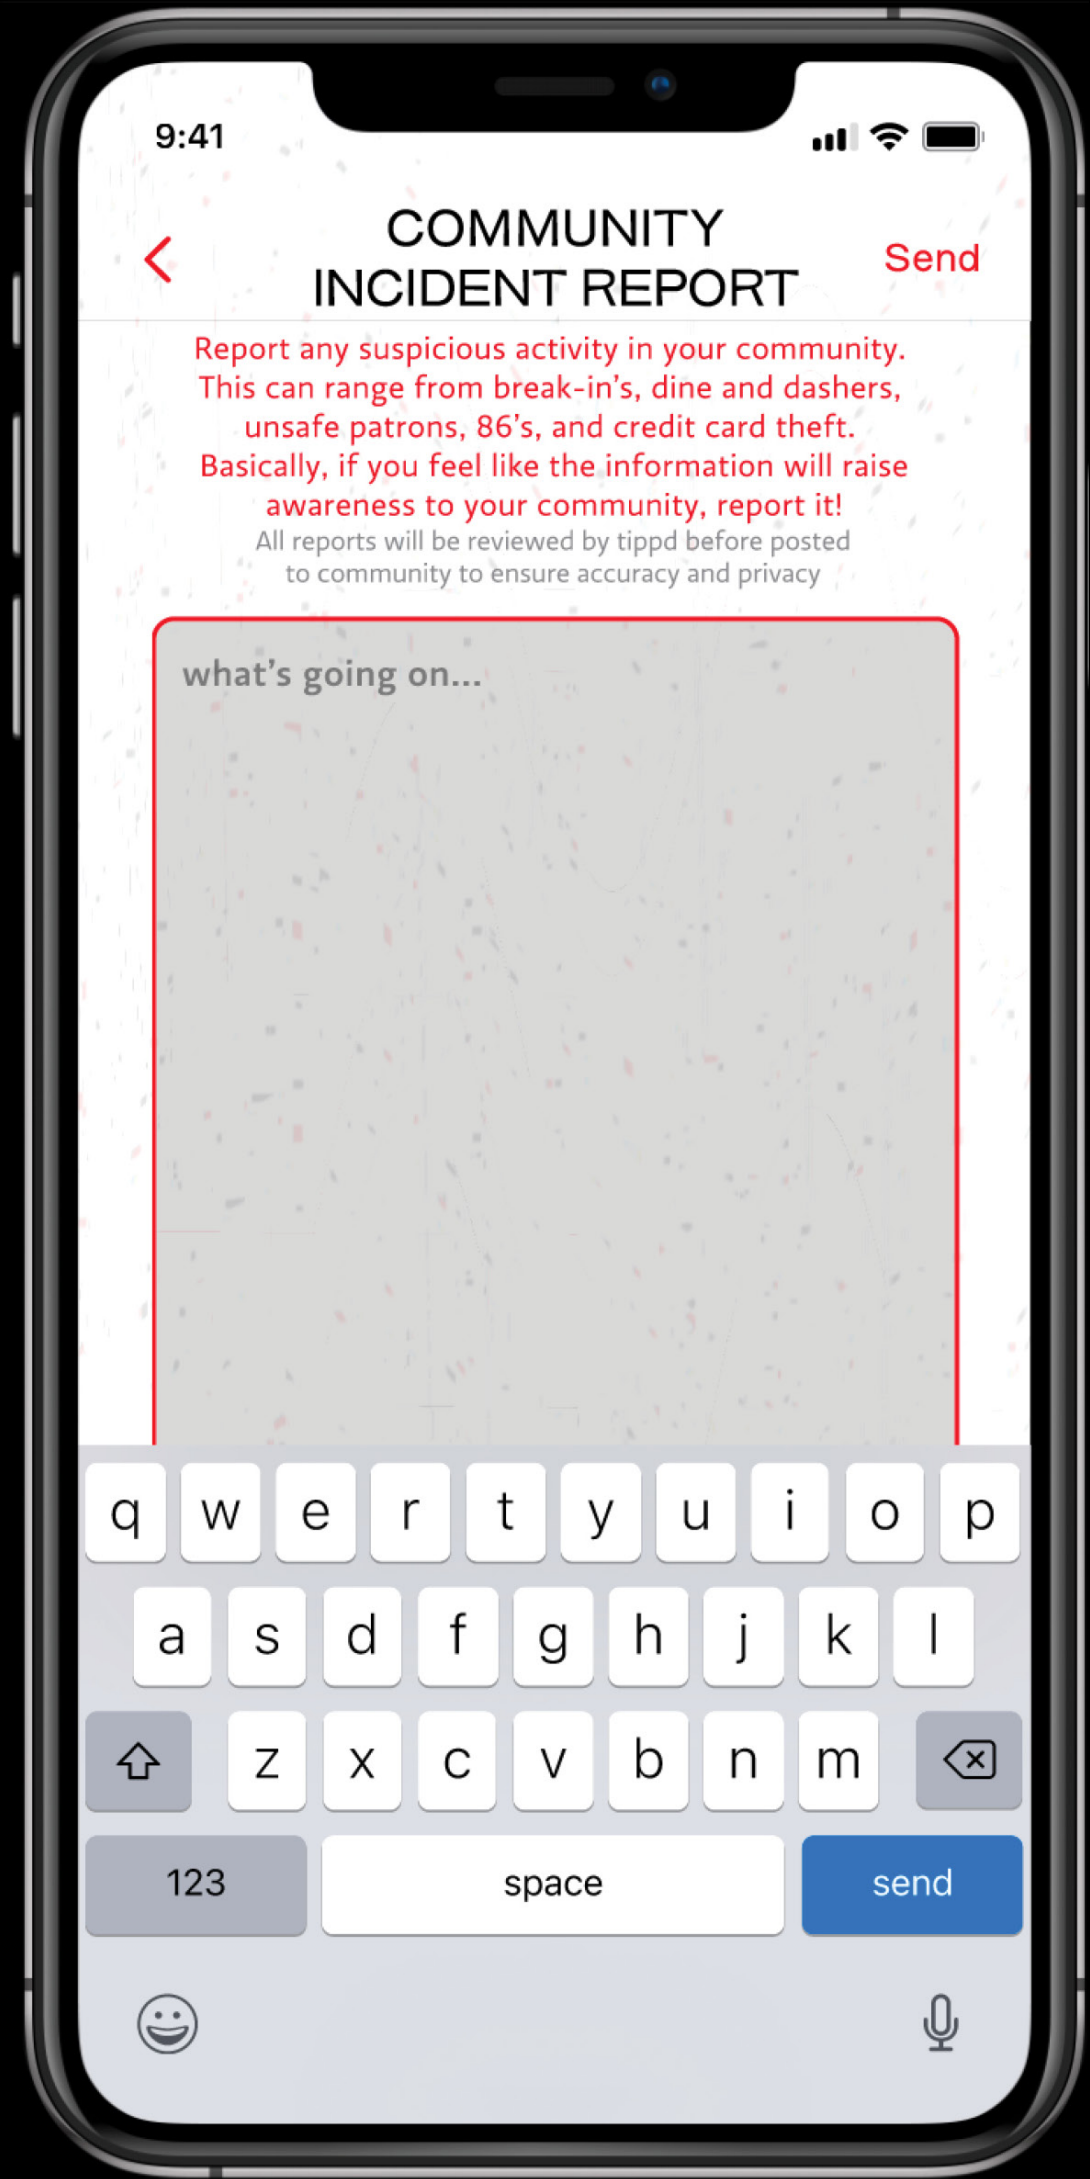 9:41
COMMUNITY
INCIDENT REPORT
Send
Report any suspicious activity in your community.
This can range from break-in's, dine and dashers,
unsafe patrons, 86's, and credit card theft.
Basically, if you feel like the information will raise
awareness to your community, report it!
All reports will be reviewed by tippd before posted
to community to ensure accuracy and privacy
what's going on...
q w e r t y u i o p
a s d f g h j k l
z x c v b n m
123 space send